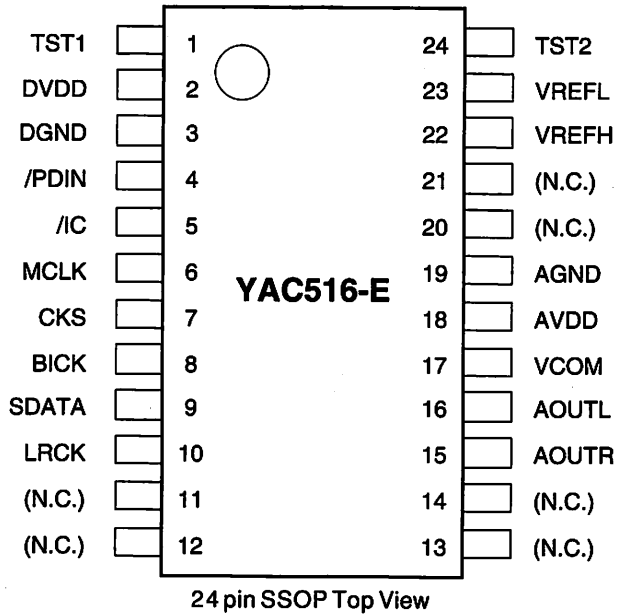 TST1 1 24 TST2
DVDD 2 23 VREFL
DGND 3 22 VREFH
/PDIN 4 21 (N.C.)
/IC 5 20 (N.C.)
MCLK 6 19 AGND
YAC516-E
CKS 7 18 AVDD
BICK 8 17 VCOM
SDATA 9 16 AOUTL
LRCK 10 15 AOUTR
(N.C.) 11 14 (N.C.)
(N.C.) 12 13 (N.C.)
24 pin SSOP Top View